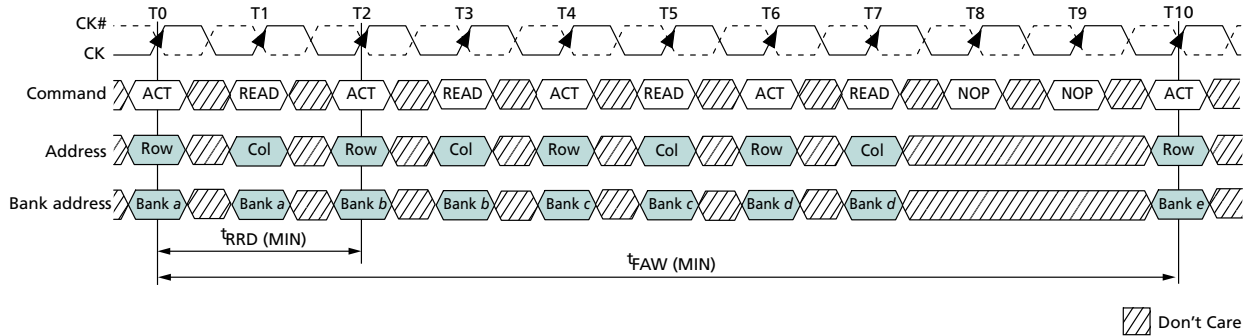 T0 T1 T2 T3 T4 T5 T6 T7 T8 T9 T10
CK#
CK
Command ACT READ ACT READ ACT READ ACT READ NOP NOP ACT
Address Row Col Row Col Row Col Row Col Row
Bank address Bank a Bank a Bank b Bank b Bank c Bank c Bank d Bank d Bank e
tRRD (MIN)
tFAW (MIN)
Don't Care